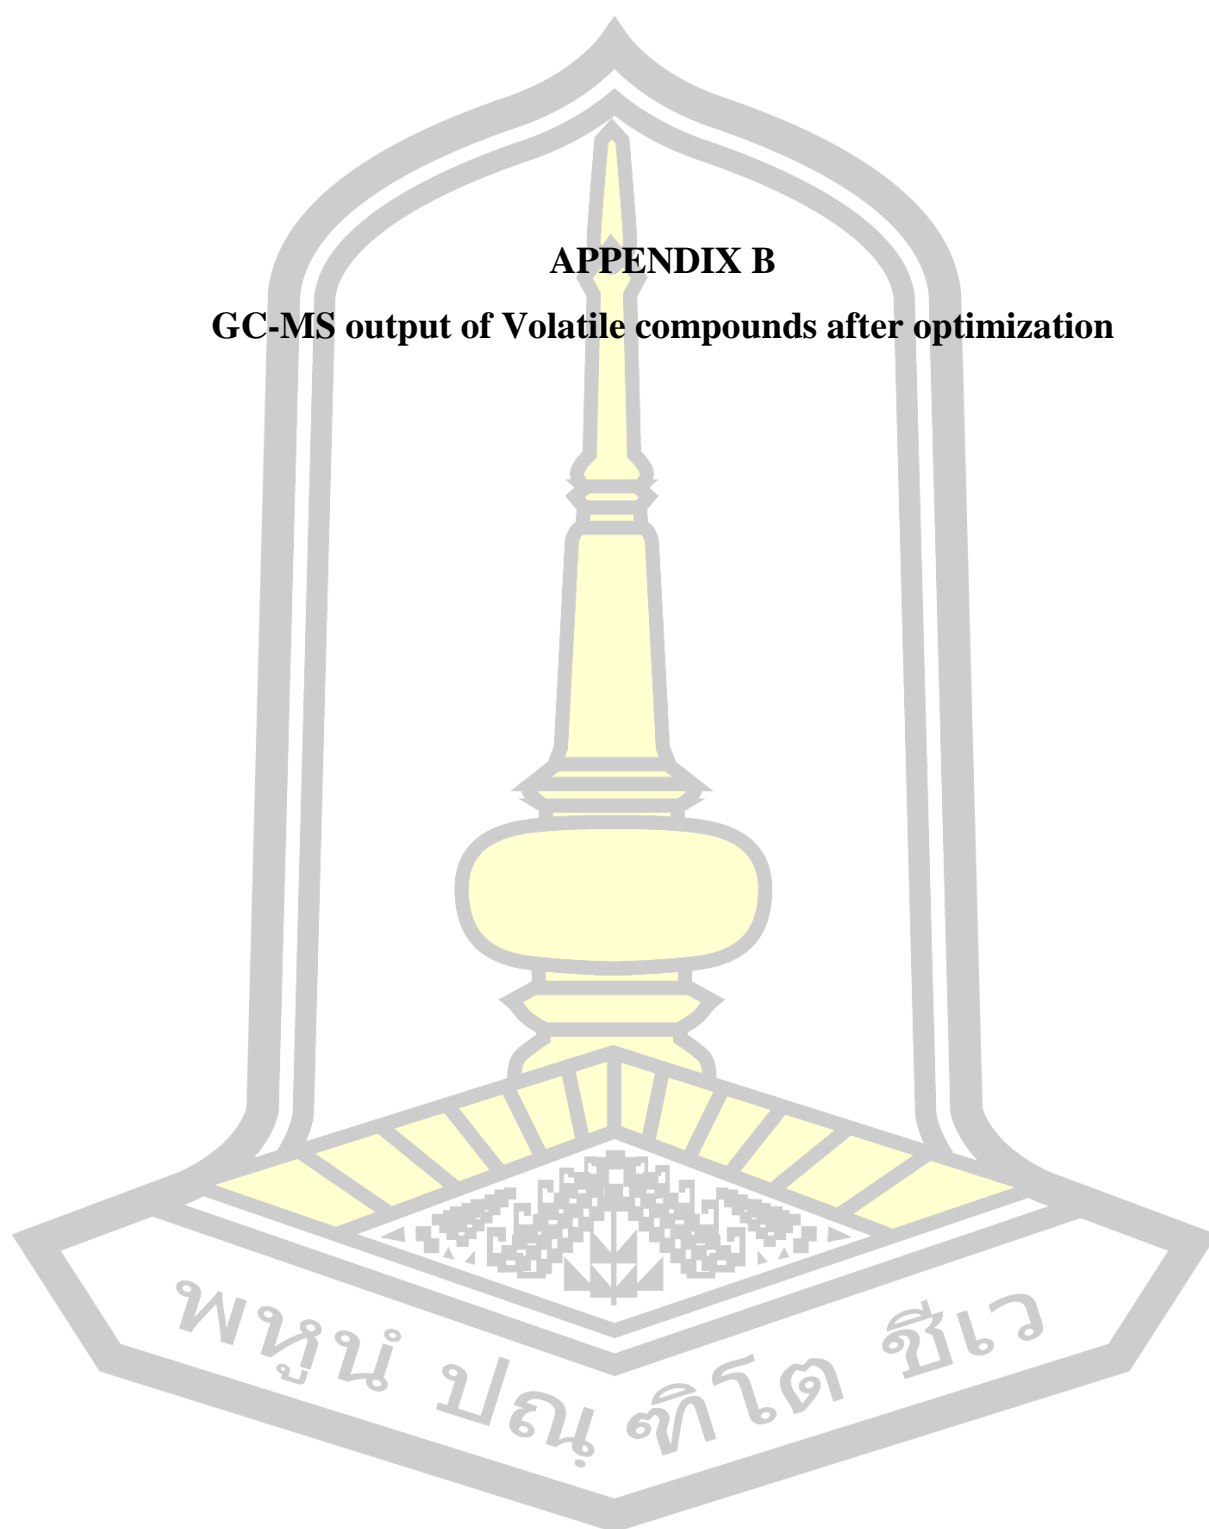 APPENDIX B
GC-MS output of Volatile compounds after optimization
พหูนํ ปณฺฑิโต ชีเว